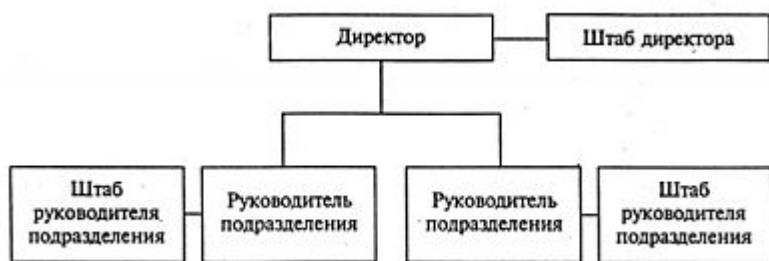 Директор
Штаб директора
Штаб
руководителя
подразделения
Руководитель
подразделения
Руководитель
подразделения
Штаб
руководителя
подразделения